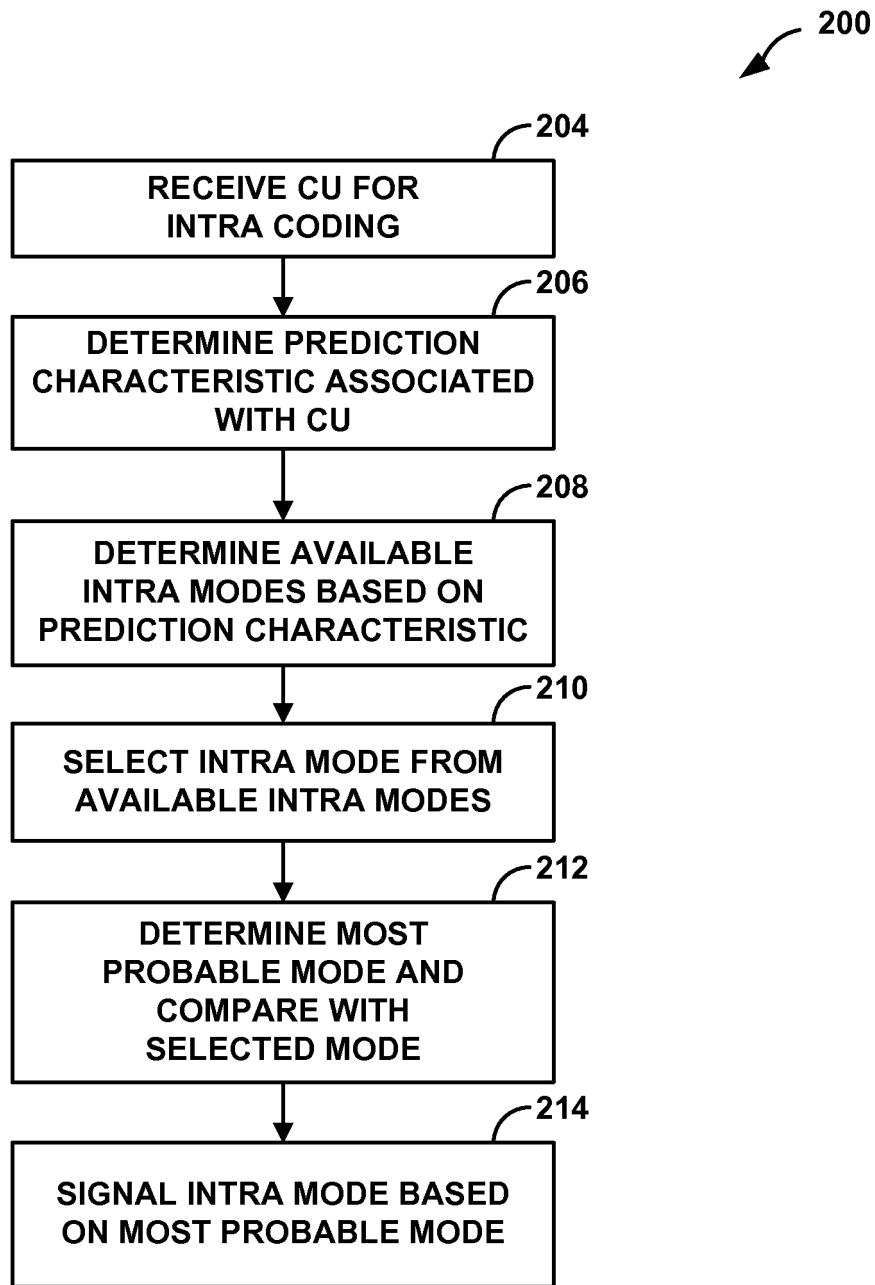 200
204
RECEIVE CU FOR
INTRA CODING
206
DETERMINE PREDICTION
CHARACTERISTIC ASSOCIATED
WITH CU
208
DETERMINE AVAILABLE
INTRA MODES BASED ON
PREDICTION CHARACTERISTIC
210
SELECT INTRA MODE FROM
AVAILABLE INTRA MODES
212
DETERMINE MOST
PROBABLE MODE AND
COMPARE WITH
SELECTED MODE
214
SIGNAL INTRA MODE BASED
ON MOST PROBABLE MODE